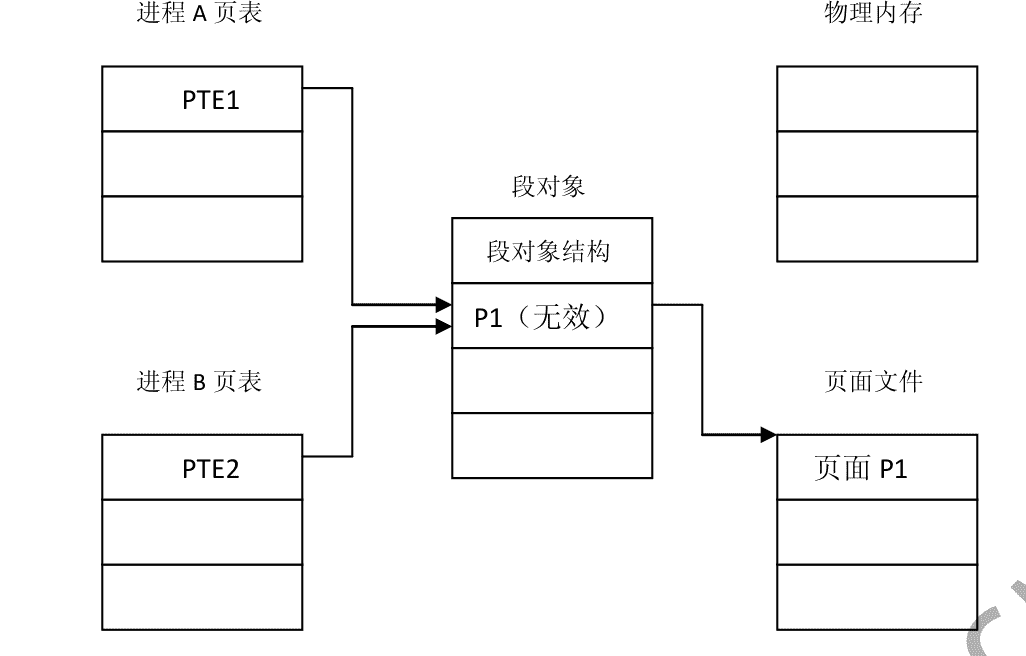 进程 A 页表
物理内存
PTE1
段对象
段对象结构
P1（无效）
进程 B 页表
页面文件
PTE2
页面 P1